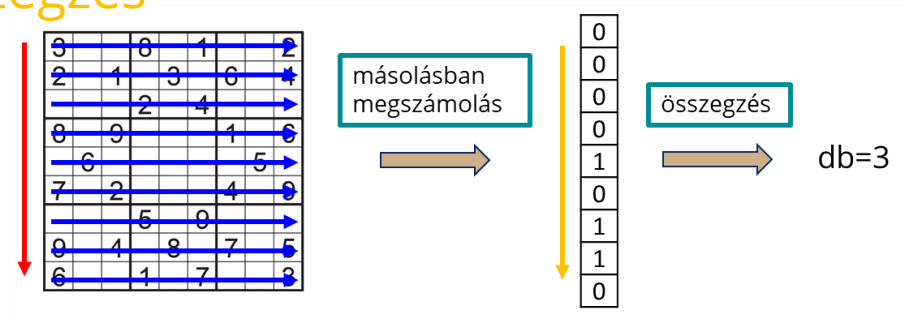 egzés
3 8 1 2
2 1 3 6 4
2 4
8 9 1 6
6 5
7 2 4 9
5 9
9 4 8 7 5
6 1 7 3
másolásban
megszámolás
0
0
0
0
1
0
1
1
0
összegzés
db=3